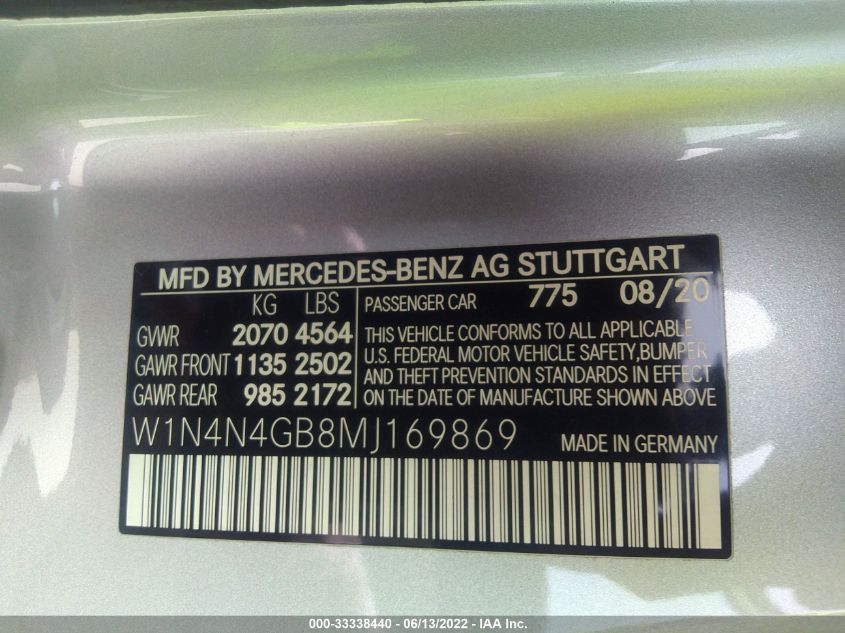 MFD BY MERCEDES-BENZ AG STUTTGART
KG LBS
GVWR 2070 4564
GAWR FRONT 1135 2502
GAWR REAR 985 2172
PASSENGER CAR 775 08/20
THIS VEHICLE CONFORMS TO ALL APPLICABLE
U.S. FEDERAL MOTOR VEHICLE SAFETY,BUMPER
AND THEFT PREVENTION STANDARDS IN EFFECT
ON THE DATE OF MANUFACTURE SHOWN ABOVE
W1N4N4GB8MJ169869 MADE IN GERMANY
000-33338440 - 06/13/2022 - IAA Inc.